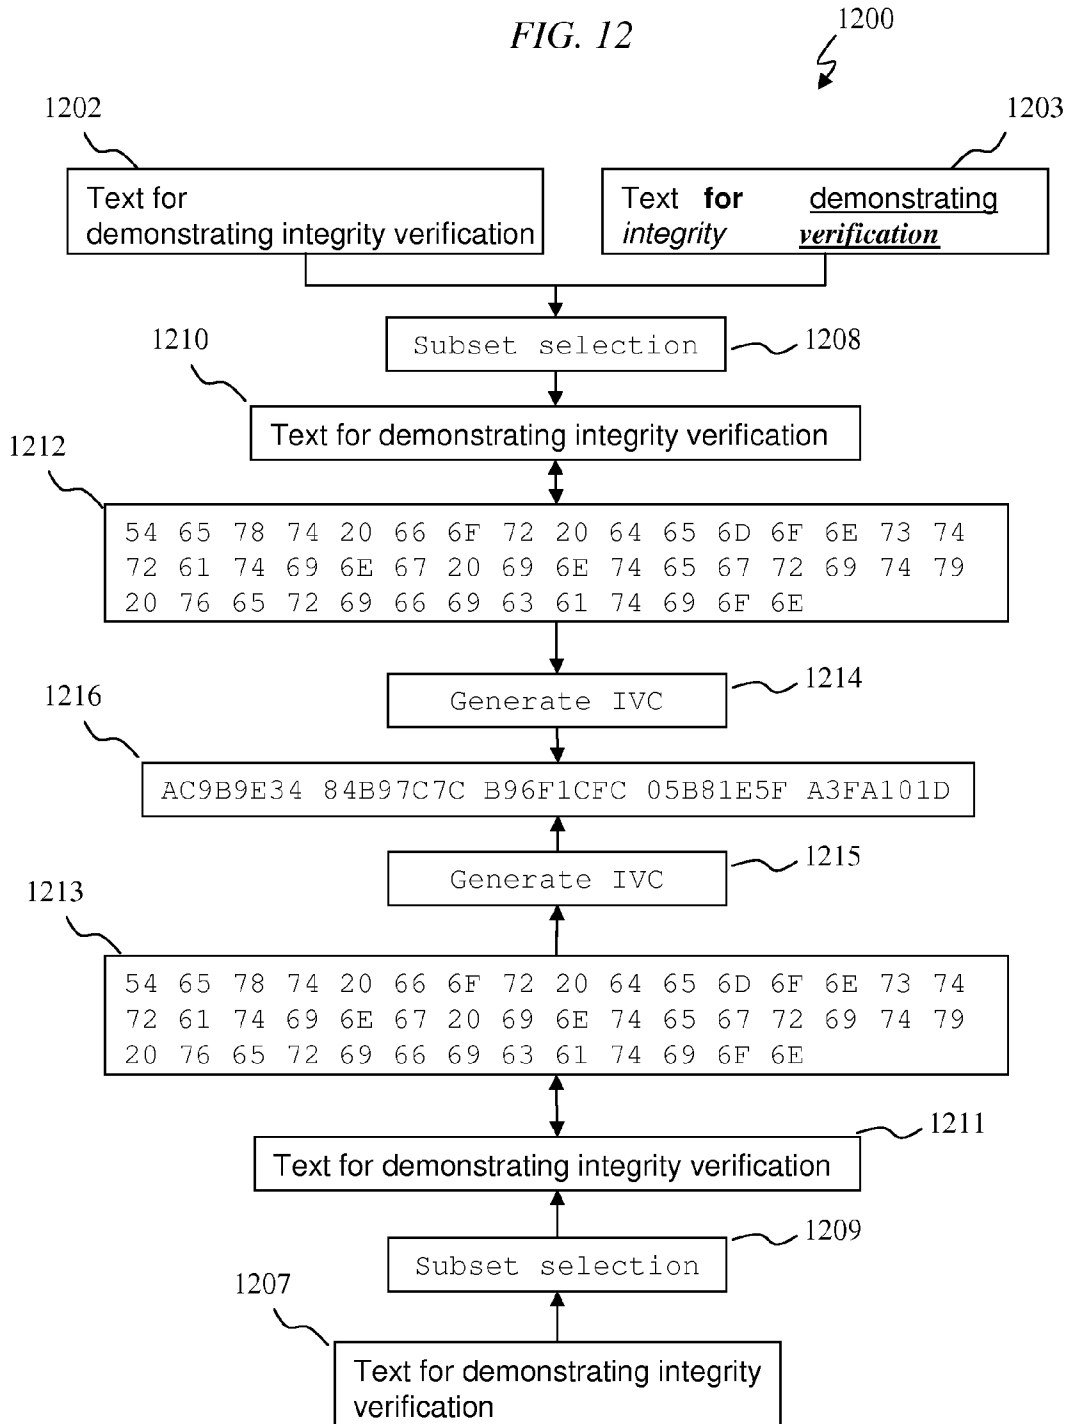 FIG. 12
1200
1202
1203
Text for
demonstrating integrity verification
Text for demonstrating
integrity verification
1210
Subset selection
1208
Text for demonstrating integrity verification
1212
54 65 78 74 20 66 6F 72 20 64 65 6D 6F 6E 73 74
72 61 74 69 6E 67 20 69 6E 74 65 67 72 69 74 79
20 76 65 72 69 66 69 63 61 74 69 6F 6E
1214
Generate IVC
1216
AC9B9E34 84B97C7C B96F1CFC 05B81E5F A3FA101D
1215
Generate IVC
1213
54 65 78 74 20 66 6F 72 20 64 65 6D 6F 6E 73 74
72 61 74 69 6E 67 20 69 6E 74 65 67 72 69 74 79
20 76 65 72 69 66 69 63 61 74 69 6F 6E
1211
Text for demonstrating integrity verification
1209
Subset selection
1207
Text for demonstrating integrity
verification